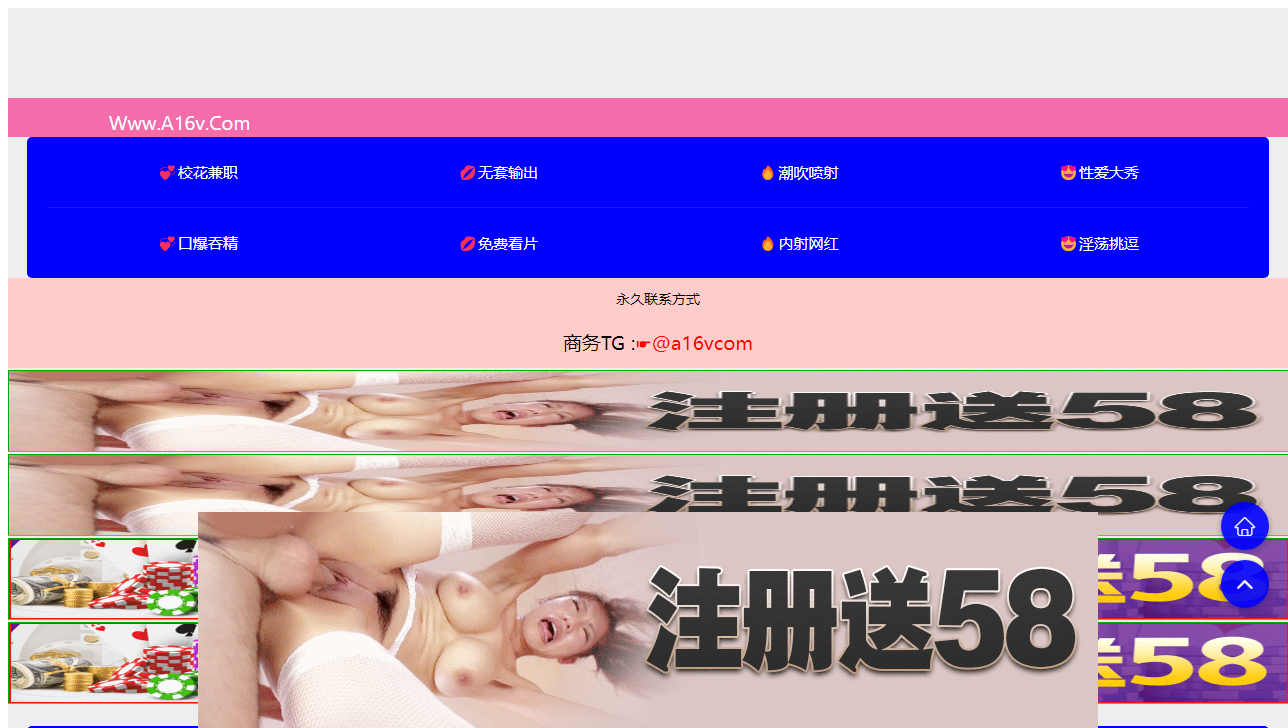 Www.A16v.Com
💞校花兼职 💋无套输出 🔥潮吹喷射 😍性爱大秀
💞口爆吞精 💋免费看片 🔥内射网红 😍淫荡挑逗
永久联系方式
商务TG :☛@a16vcom
注册送58
注册送58
注册送58
送58
送58